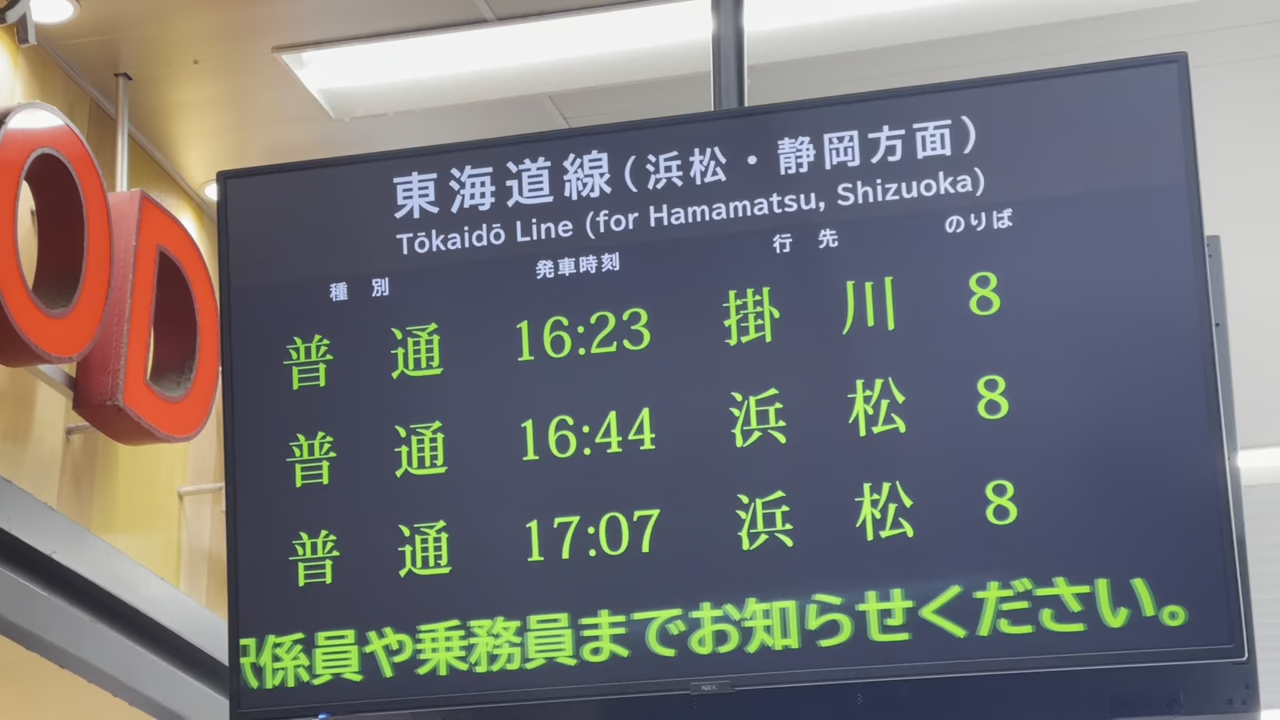 OD
東海道線(浜松・静岡方面)
Tōkaidō Line (for Hamamatsu, Shizuoka)
種別 発車時刻 行先 のりば
普通 16:23 掛川 8
普通 16:44 浜松 8
普通 17:07 浜松 8
係員や乗務員までお知らせください。
NEC